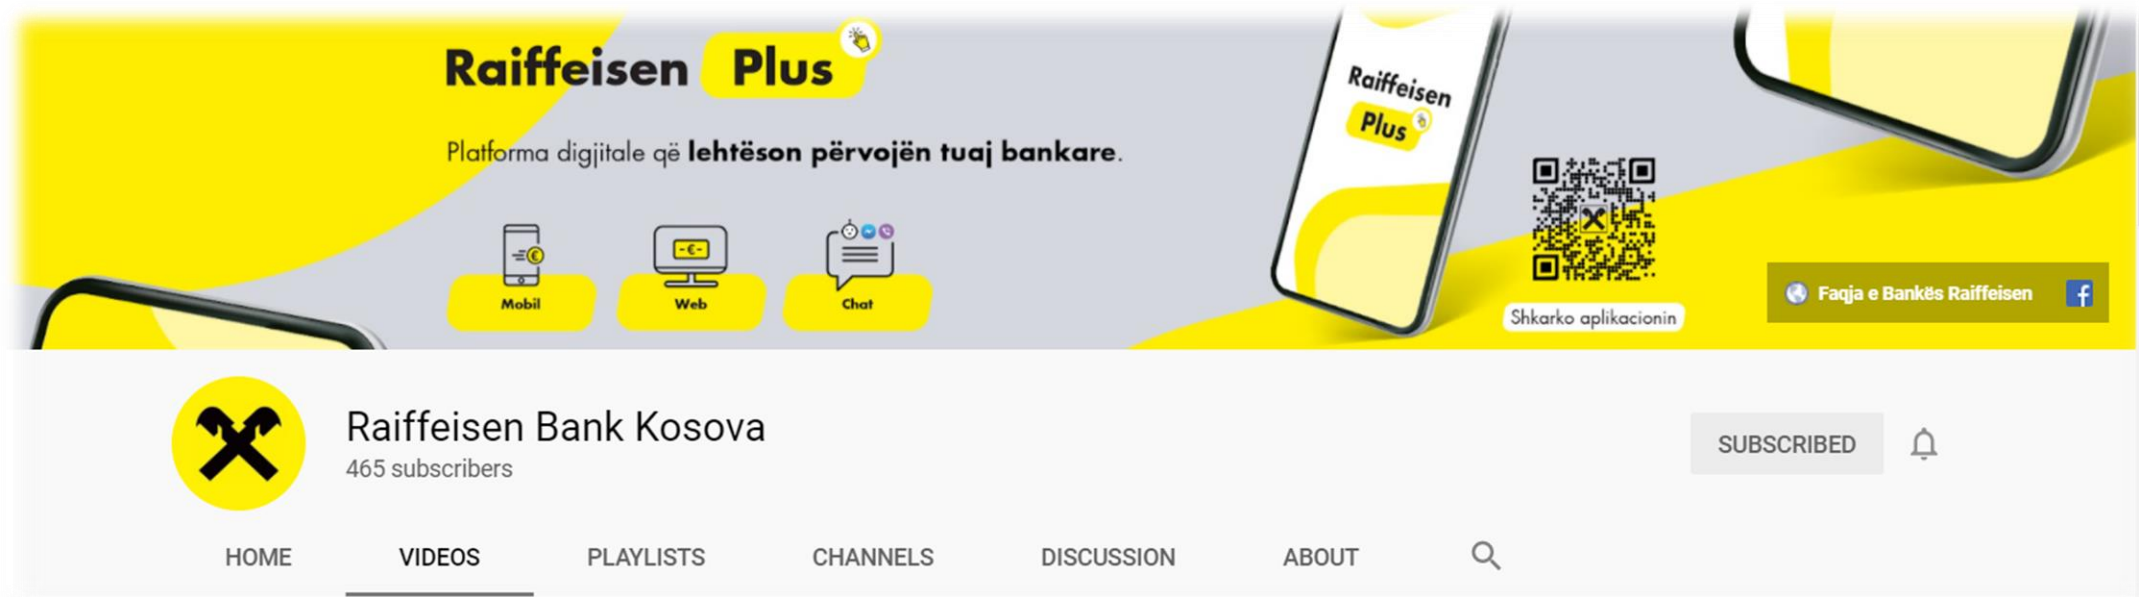 Raiffeisen Plus
Platforma digjitale që lehtëson përvojën tuaj bankare.
Mobil
Web
Chat
Raiffeisen
Plus
Shkarko aplikacionin
Faqja e Bankës Raiffeisen
Raiffeisen Bank Kosova
465 subscribers
SUBSCRIBED
HOME VIDEOS PLAYLISTS CHANNELS DISCUSSION ABOUT